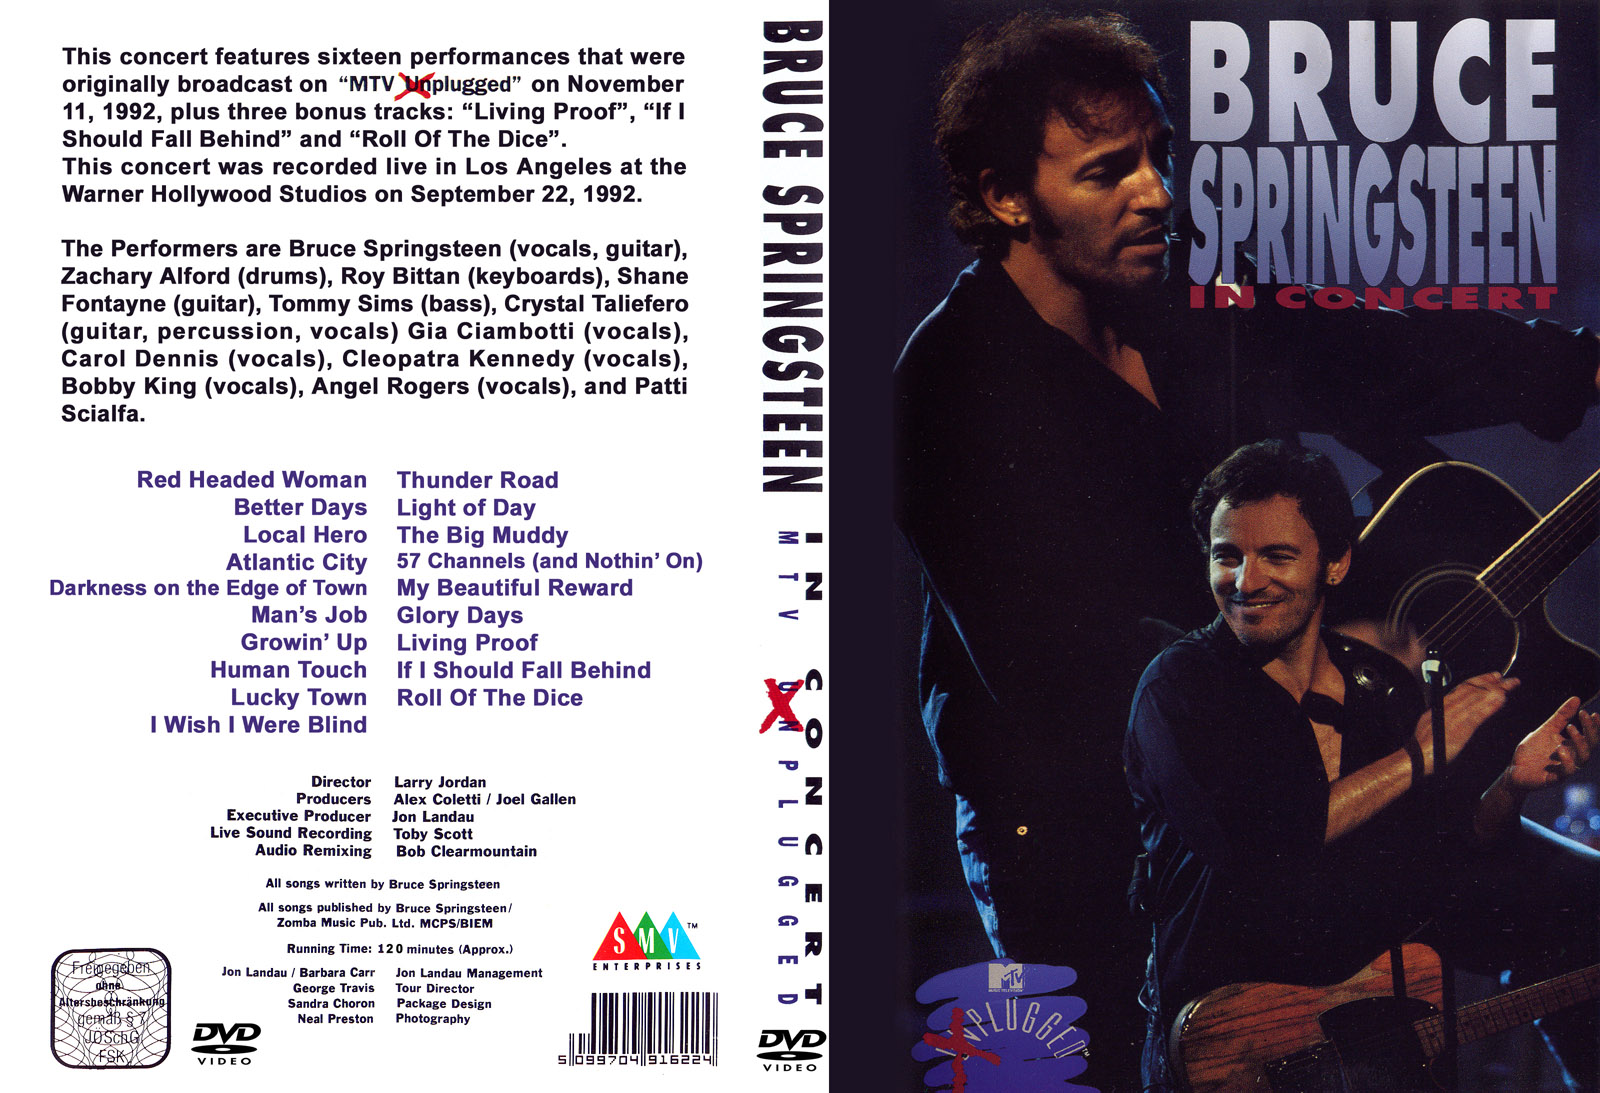 This concert features sixteen performances that were
originally broadcast on “MTV Unplugged” on November
11, 1992, plus three bonus tracks: “Living Proof”, “If I
Should Fall Behind” and “Roll Of The Dice”.
This concert was recorded live in Los Angeles at the
Warner Hollywood Studios on September 22, 1992.
The Performers are Bruce Springsteen (vocals, guitar),
Zachary Alford (drums), Roy Bittan (keyboards), Shane
Fontayne (guitar), Tommy Sims (bass), Crystal Taliefero
(guitar, percussion, vocals) Gia Ciambotti (vocals),
Carol Dennis (vocals), Cleopatra Kennedy (vocals),
Bobby King (vocals), Angel Rogers (vocals), and Patti
Scialfa.
Red Headed Woman
Better Days
Local Hero
Atlantic City
Darkness on the Edge of Town
Man’s Job
Growin’ Up
Human Touch
Lucky Town
I Wish I Were Blind
Thunder Road
Light of Day
The Big Muddy
57 Channels (and Nothin’ On)
My Beautiful Reward
Glory Days
Living Proof
If I Should Fall Behind
Roll Of The Dice
Director Larry Jordan
Producers Alex Coletti / Joel Gallen
Executive Producer Jon Landau
Live Sound Recording Toby Scott
Audio Remixing Bob Clearmountain
All songs written by Bruce Springsteen
All songs published by Bruce Springsteen/
Zomba Music Pub. Ltd. MCPS/BIEM
Running Time: 120 minutes (Approx.)
Jon Landau / Barbara Carr Jon Landau Management
George Travis Tour Director
Sandra Choron Package Design
Neal Preston Photography
Freigegeben
ohne
Altersbeschränkung
gemäß § 7
JÖSchG
FSK
DVD
VIDEO
SMV™
ENTERPRISES
5 099704 916224
BRUCE SPRINGSTEEN IN CONCERT
MTV UNPLUGGED
DVD
VIDEO
BRUCE
SPRINGSTEEN
IN CONCERT
MTV
MUSIC TELEVISION
UNPLUGGED™